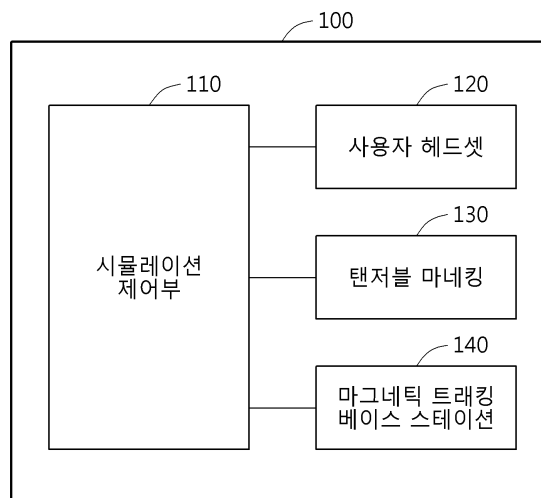 100
110
시뮬레이션
제어부
120
사용자 헤드셋
130
탠저블 마네킹
140
마그네틱 트래킹
베이스 스테이션